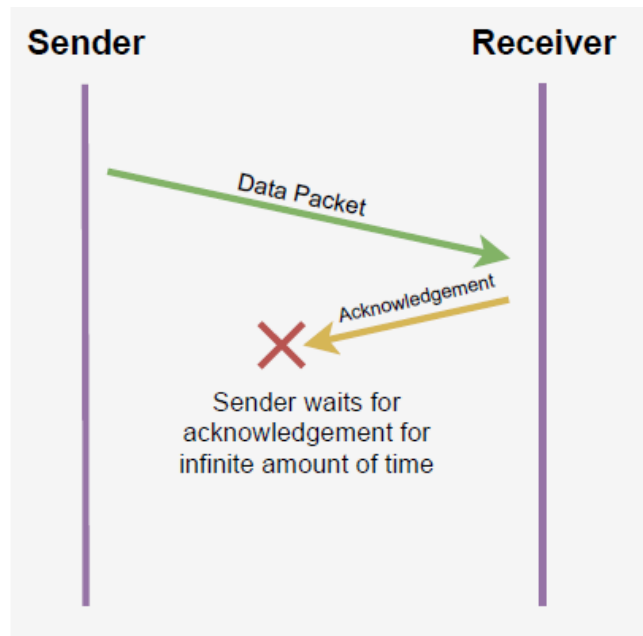 Sender
Receiver
Data Packet
Acknowledgement
Sender waits for
acknowledgement for
infinite amount of time